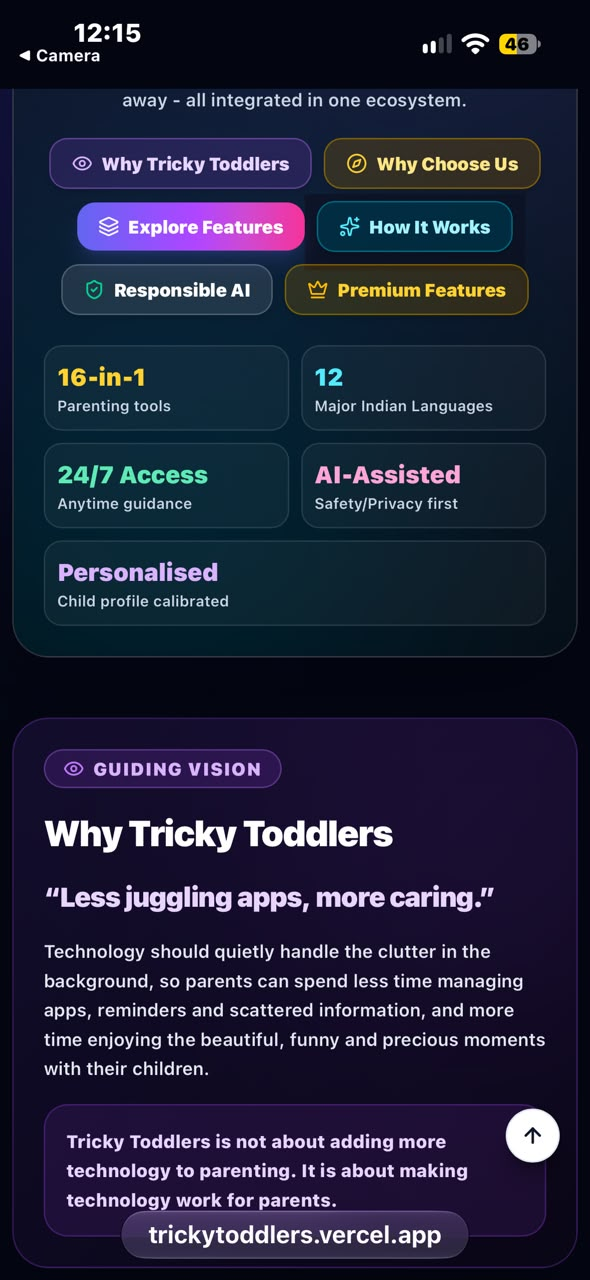 12:15
◀ Camera
46
away - all integrated in one ecosystem.
Why Tricky Toddlers
Why Choose Us
Explore Features
How It Works
Responsible AI
Premium Features
16-in-1
Parenting tools
12
Major Indian Languages
24/7 Access
Anytime guidance
AI-Assisted
Safety/Privacy first
Personalised
Child profile calibrated
GUIDING VISION
Why Tricky Toddlers
“Less juggling apps, more caring.”
Technology should quietly handle the clutter in the
background, so parents can spend less time managing
apps, reminders and scattered information, and more
time enjoying the beautiful, funny and precious moments
with their children.
Tricky Toddlers is not about adding more
technology to parenting. It is about making
technology work for parents.
trickytoddlers.vercel.app